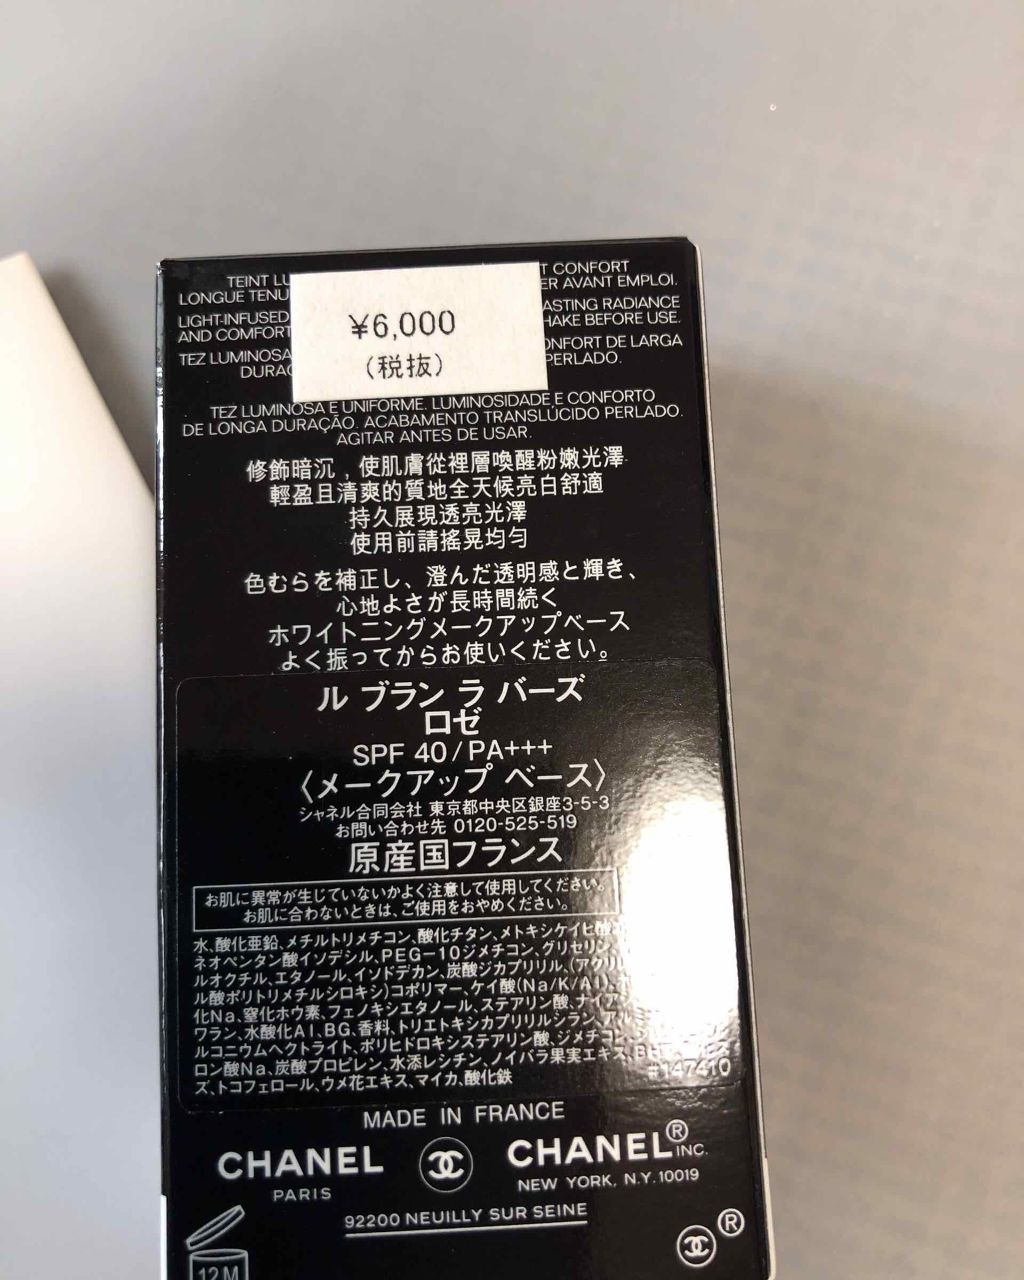 TEINT LU T CONFORT
LONGUE TENU ER AVANT EMPLOI.
LIGHT-INFUSED ASTING RADIANCE
AND COMFORT HAKE BEFORE USE.
TEZ LUMINOSA ONFORT DE LARGA
DURAC PERLADO.
¥6,000
(税抜)
TEZ LUMINOSA E UNIFORME. LUMINOSIDADE E CONFORTO
DE LONGA DURAÇÃO. ACABAMENTO TRANSLÚCIDO PERLADO.
AGITAR ANTES DE USAR.
修飾暗沉，使肌膚從裡層喚醒粉嫩光澤
輕盈且清爽的質地全天候亮白舒適
持久展現透亮光澤
使用前請搖晃均勻
色むらを補正し、澄んだ透明感と輝き、
心地よさが長時間続く
ホワイトニングメークアップベース
よく振ってからお使いください。
ル ブラン ラ バーズ
ロゼ
SPF 40/PA+++
〈メークアップ ベース〉
シャネル合同会社 東京都中央区銀座3-5-3
お問い合わせ先 0120-525-519
原産国フランス
お肌に異常が生じていないかよく注意して使用してください。
お肌に合わないときは、ご使用をおやめください。
水、酸化亜鉛、メチルトリメチコン、酸化チタン、メトキシケイヒ酸
ネオペンタン酸イソデシル、PEG-10ジメチコン、グリセリン、
ルオクチル、エタノール、イソドデカン、炭酸ジカプリリル、(アクリル
ル酸ポリトリメチルシロキシ)コポリマー、ケイ酸(Na/K/Al)、
化Na、窒化ホウ素、フェノキシエタノール、ステアリン酸、ナイ
ワラン、水酸化Al、BG、香料、トリエトキシカプリリルシラン、アル
ルコニウムヘクトライト、ポリヒドロキシステアリン酸、ジメチコン、
ロン酸Na、炭酸プロピレン、水添レシチン、ノイバラ果実エキス、BHT
ズ、トコフェロール、ウメ花エキス、マイカ、酸化鉄 #147410
MADE IN FRANCE
CHANEL CHANEL® INC.
PARIS NEW YORK, N.Y. 10019
92200 NEUILLY SUR SEINE
®
12M